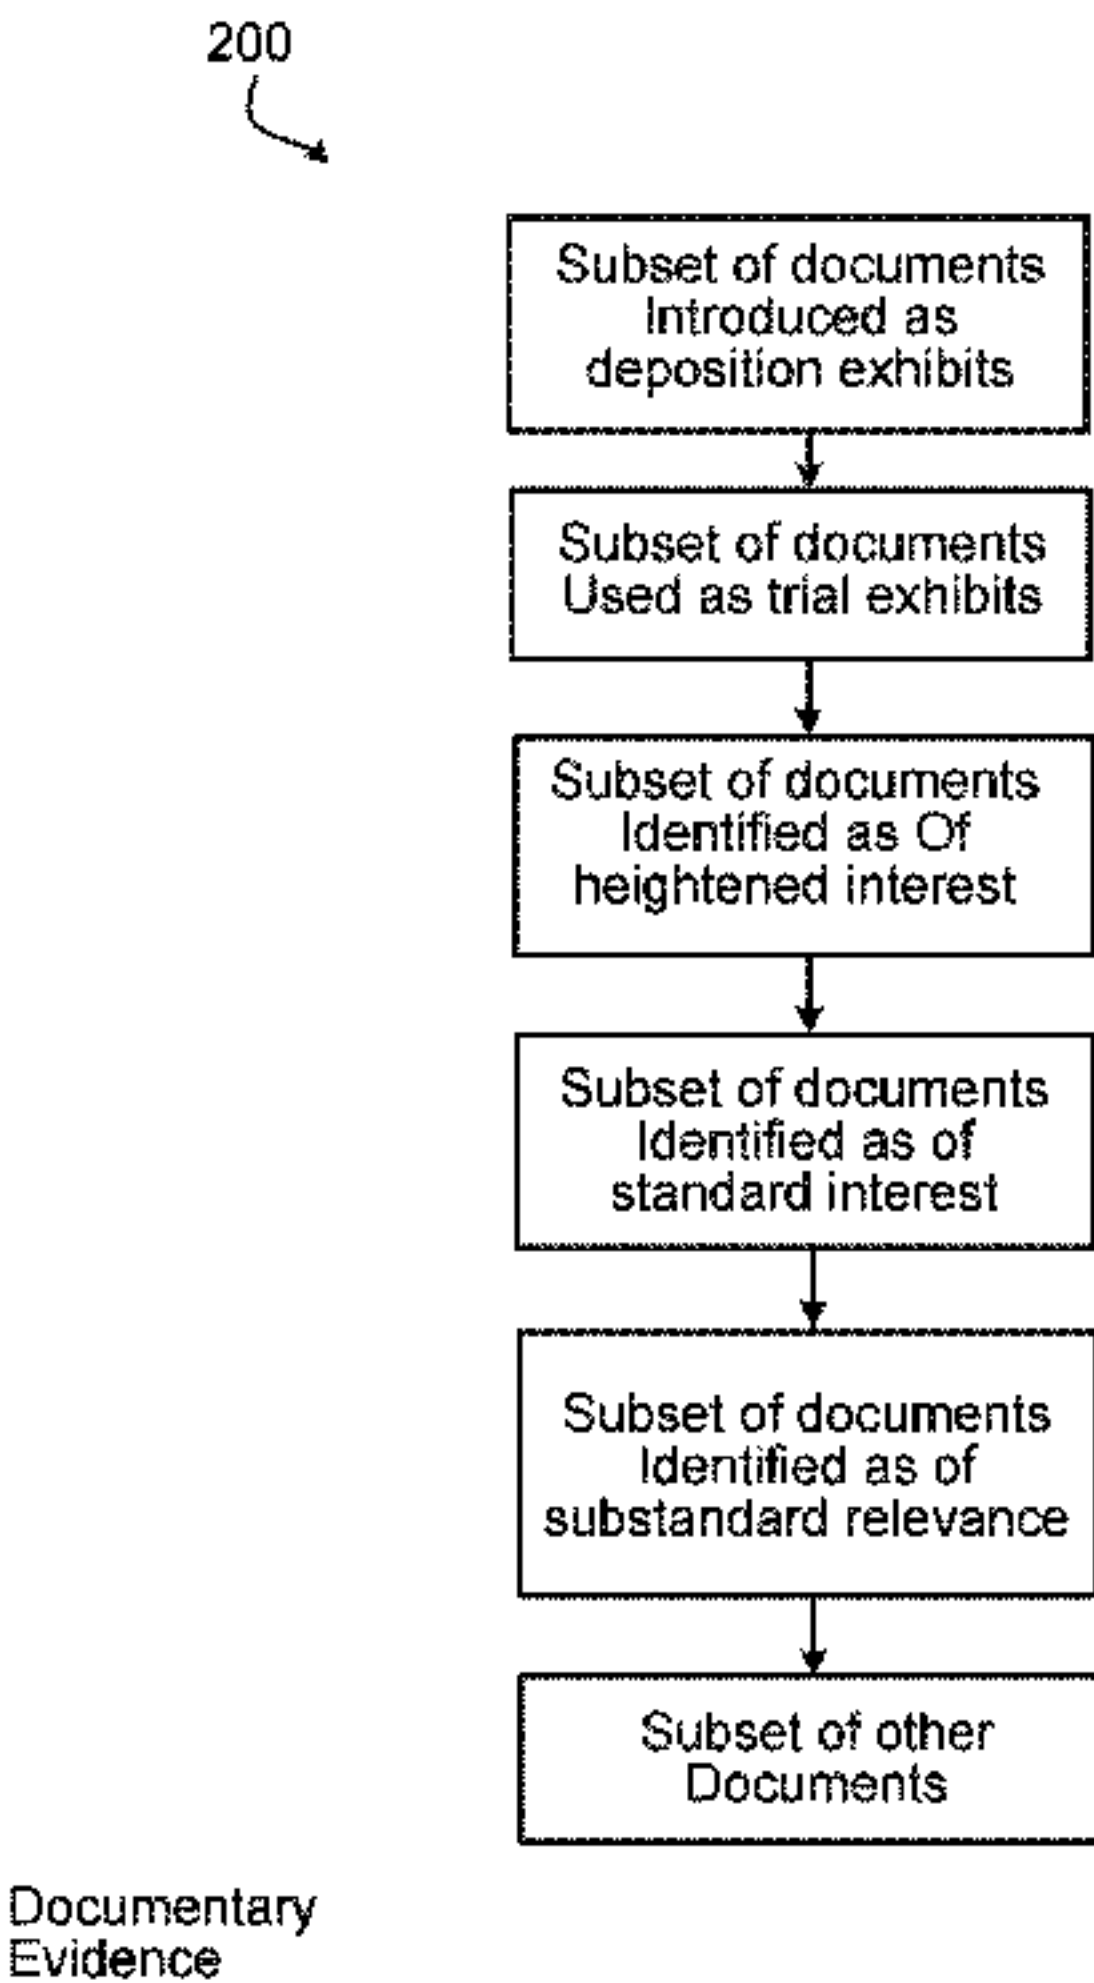 200
Subset of documents
Introduced as
deposition exhibits
Subset of documents
Used as trial exhibits
Subset of documents
Identified as Of
heightened interest
Subset of documents
Identified as of
standard interest
Subset of documents
Identified as of
substandard relevance
Subset of other
Documents
Documentary
Evidence